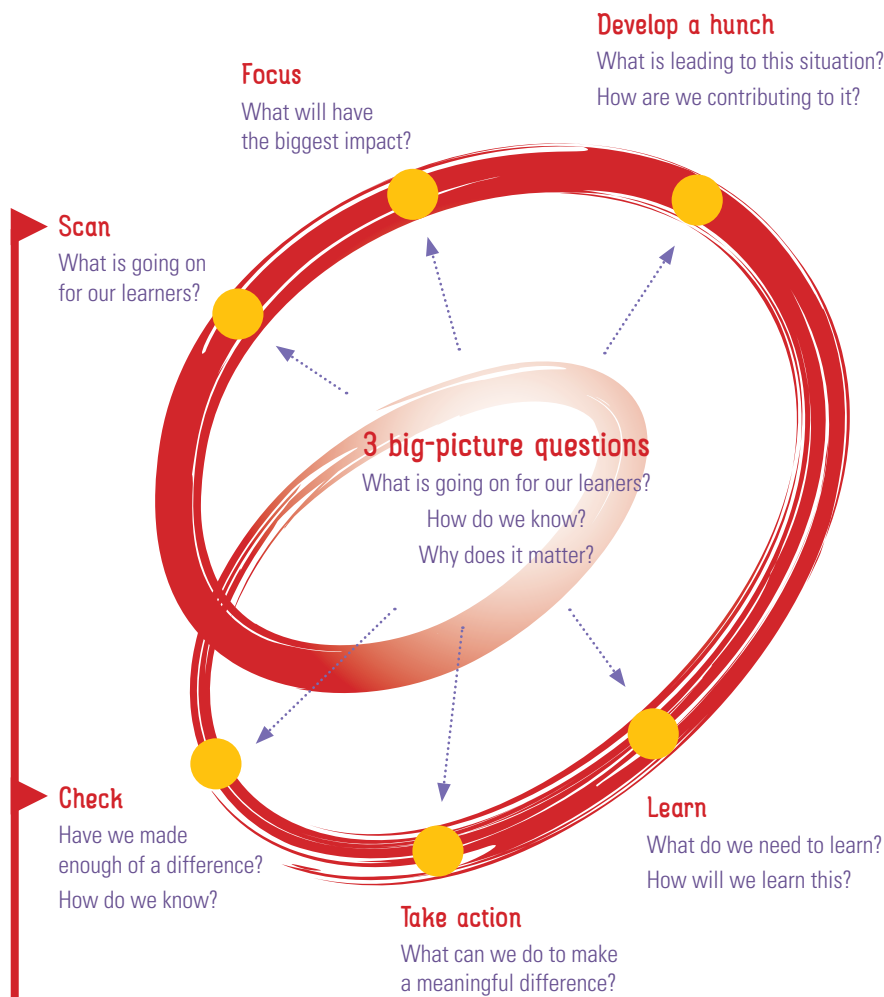 Develop a hunch
What is leading to this situation?
How are we contributing to it?
Focus
What will have
the biggest impact?
Scan
What is going on
for our learners?
3 big-picture questions
What is going on for our leaners?
How do we know?
Why does it matter?
Check
Have we made
enough of a difference?
How do we know?
Learn
What do we need to learn?
How will we learn this?
Take action
What can we do to make
a meaningful difference?